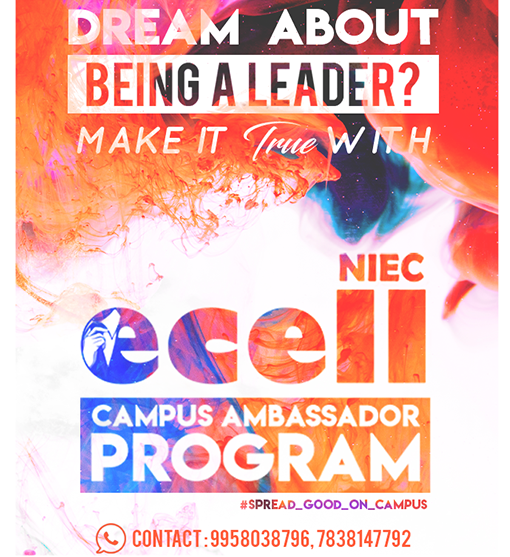 DREAM ABOUT
BEING A LEADER?
MAKE IT True WITH
NIEC
ecell
CAMPUS AMBASSADOR
PROGRAM
#SPREAD_GOOD_ON_CAMPUS
CONTACT : 9958038796, 7838147792